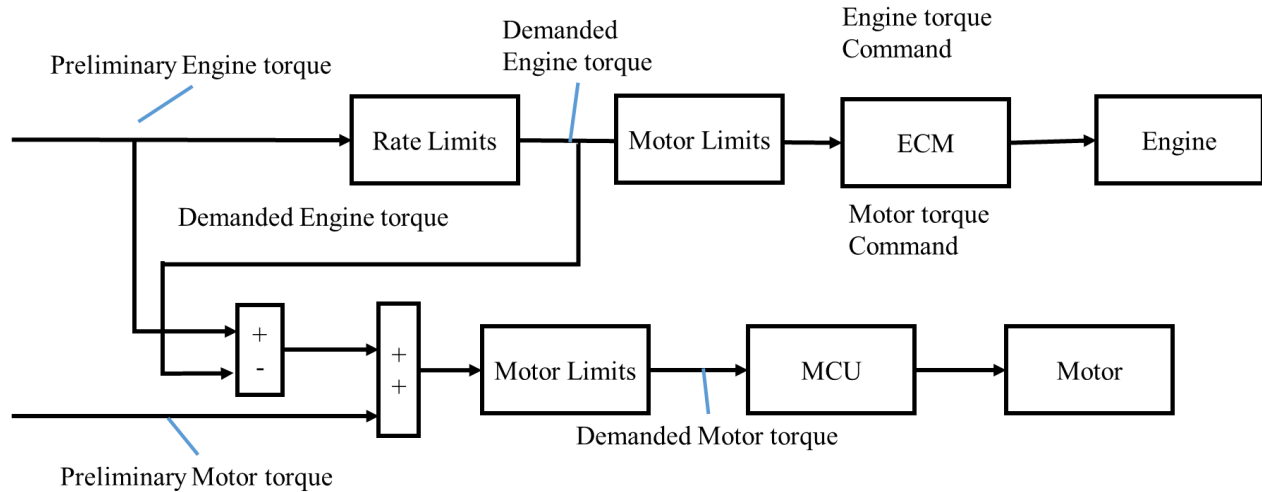 Preliminary Engine torque
Demanded
Engine torque
Engine torque
Command
Rate Limits
Motor Limits
ECM
Engine
Demanded Engine torque
Motor torque
Command
+
-
+
+
Motor Limits
MCU
Motor
Demanded Motor torque
Preliminary Motor torque